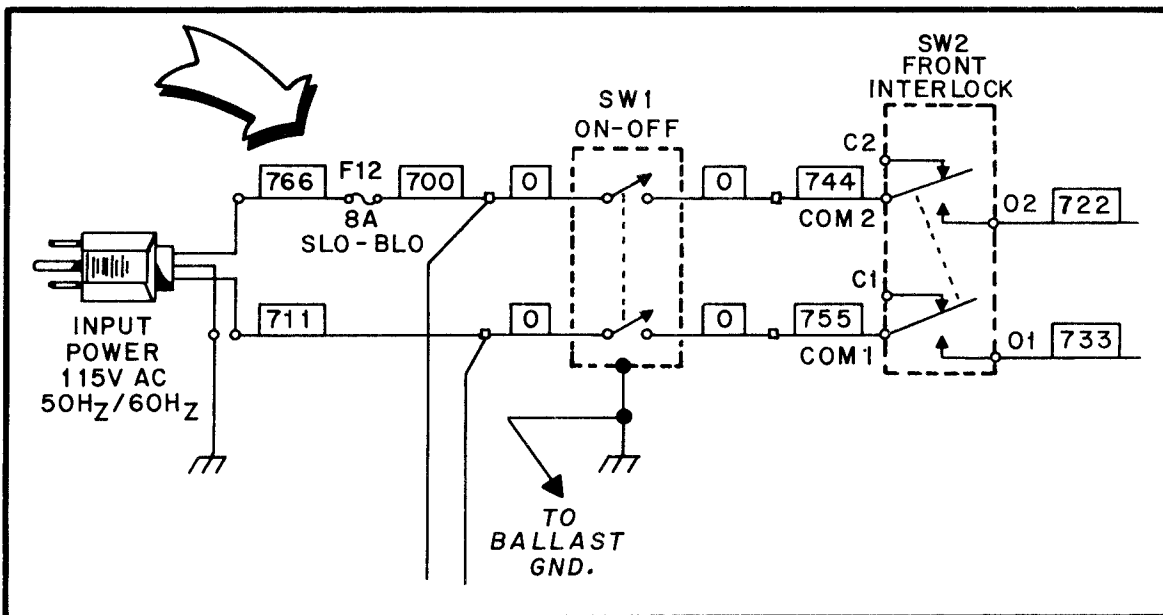 SW2
FRONT
INTERLOCK
SW1
ON-OFF
C2
766
F12
700
0
0
744
8A
SLO-BLO
COM 2
O2
722
C1
INPUT
POWER
115V AC
50HZ/60HZ
711
0
0
755
COM 1
O1
733
TO
BALLAST
GND.